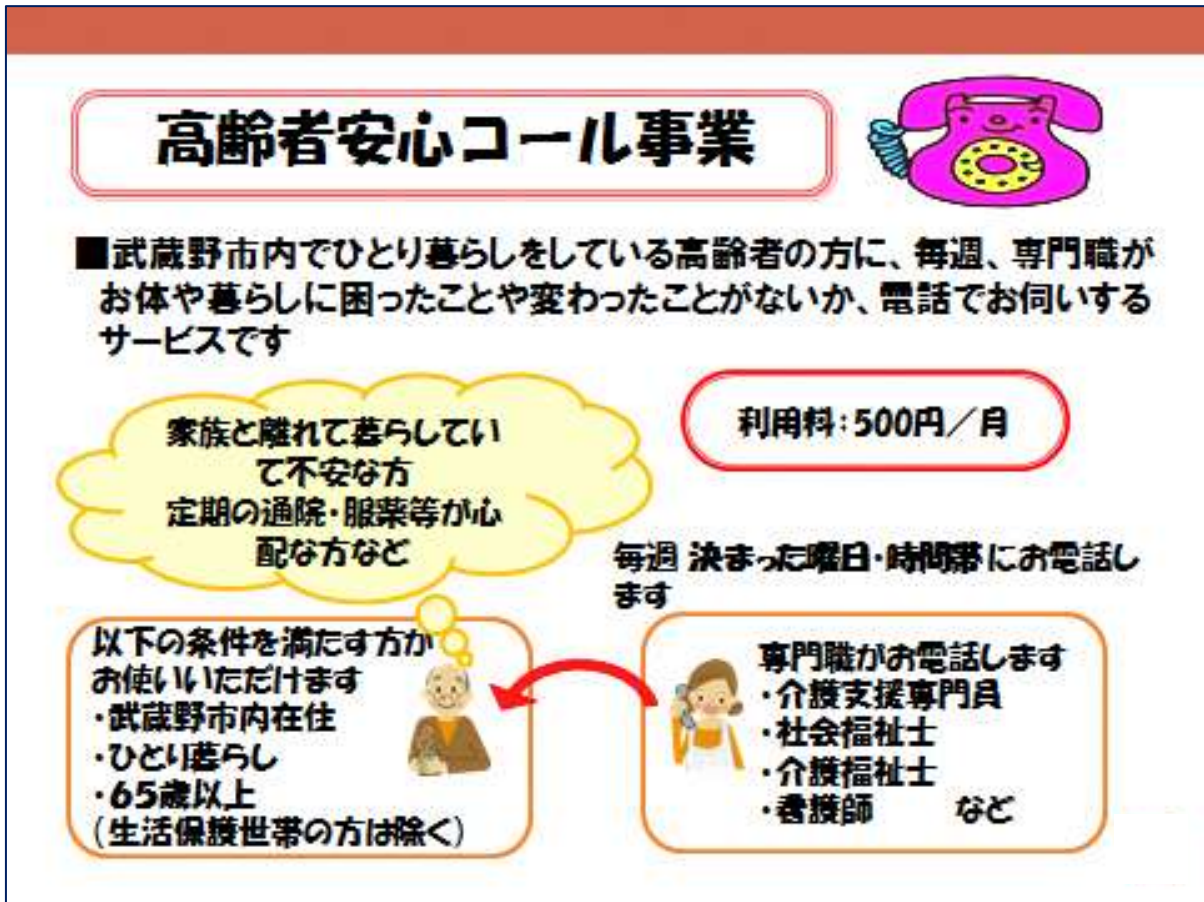 高齢者安心コール事業
■武蔵野市内でひとり暮らしをしている高齢者の方に、毎週、専門職が
お体や暮らしに困ったことや変わったことがないか、電話でお伺いする
サービスです
家族と離れて暮らしてい
て不安な方
定期の通院・服薬等が心
配な方など
利用料：500円／月
毎週 決まった曜日・時間帯にお電話し
ます
以下の条件を満たす方が
お使いいただけます
・武蔵野市内在住
・ひとり暮らし
・65歳以上
（生活保護世帯の方は除く）
専門職がお電話します
・介護支援専門員
・社会福祉士
・介護福祉士
・看護師　　など